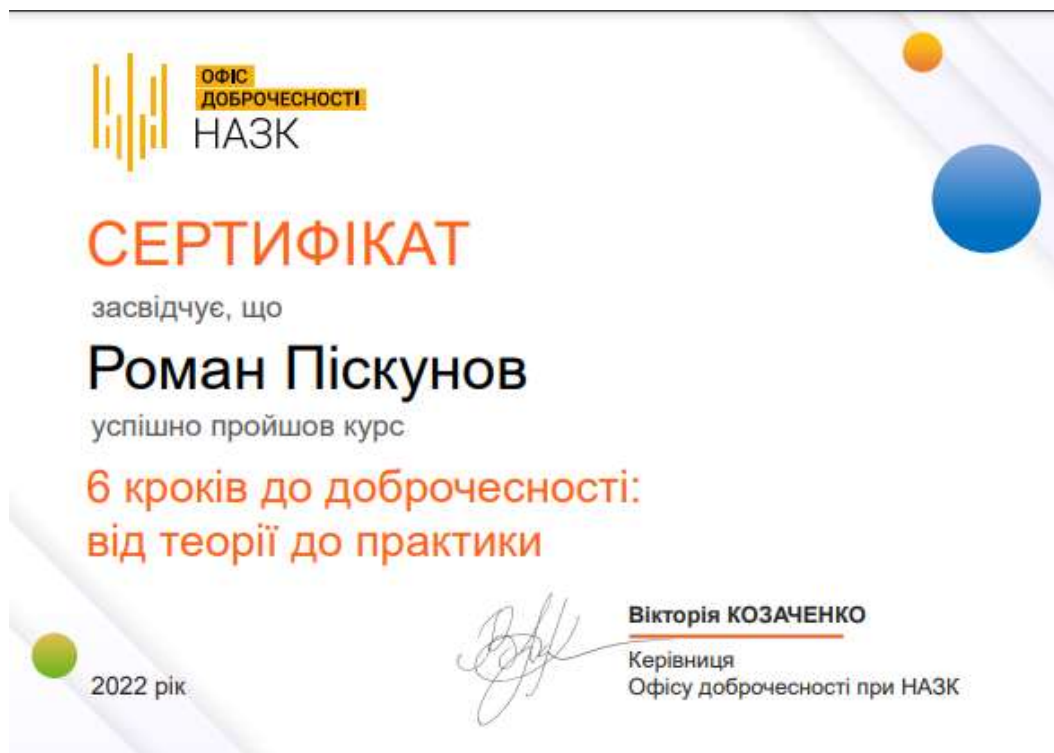 ОФІС
ДОБРОЧЕСНОСТІ
НАЗК
СЕРТИФІКАТ
засвідчує, що
Роман Піскунов
успішно пройшов курс
6 кроків до доброчесності:
від теорії до практики
Вікторія КОЗАЧЕНКО
Керівниця
Офісу доброчесності при НАЗК
2022 рік